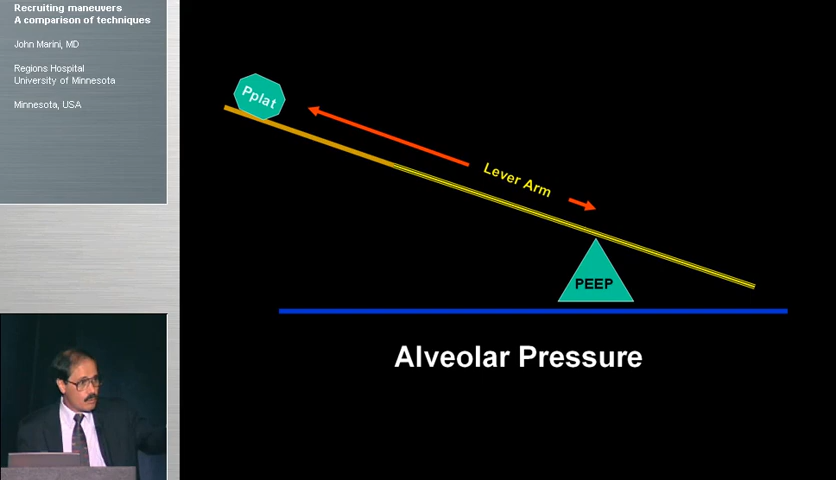 Recruiting maneuvers
A comparison of techniques
John Marini, MD
Regions Hospital
University of Minnesota
Minnesota, USA
Pplat
Lever Arm
PEEP
Alveolar Pressure